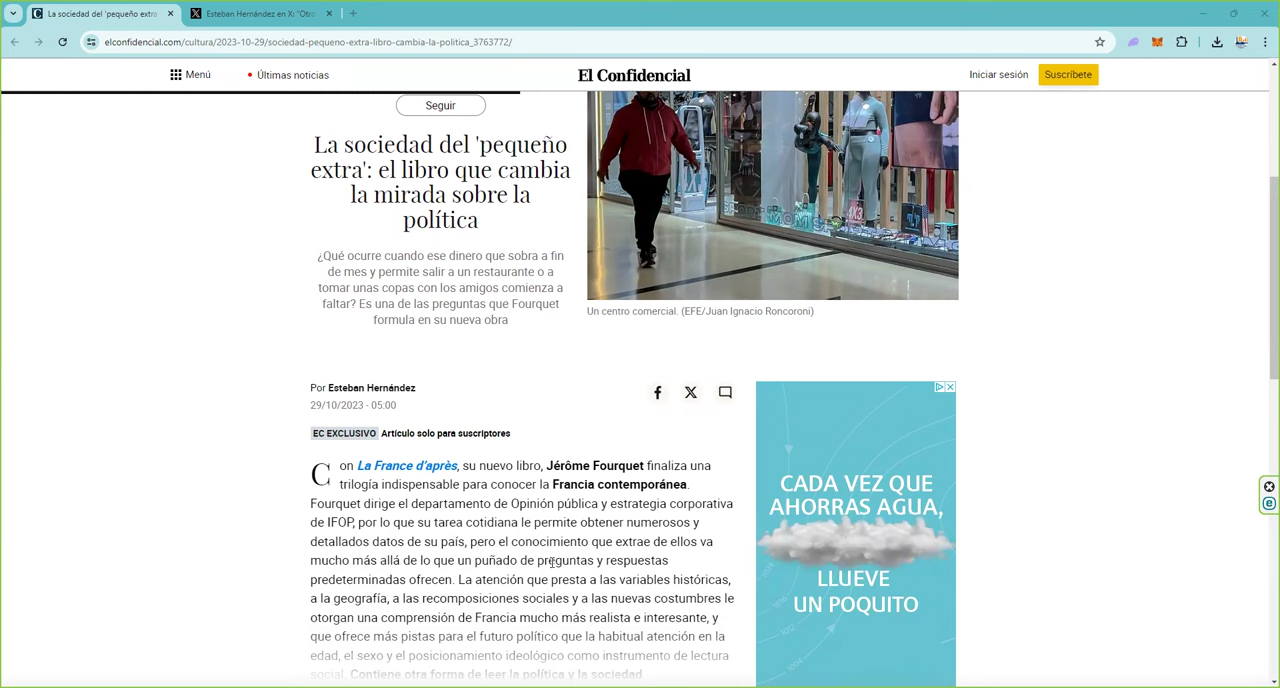 La sociedad del 'pequeño extra
Esteban Hernández en X: "Otro
elconfidencial.com/cultura/2023-10-29/sociedad-pequeno-extra-libro-cambia-la-politica_3763772/
Menú
Últimas noticias
El Confidencial
Iniciar sesión
Suscríbete
Seguir
La sociedad del 'pequeño
extra': el libro que cambia
la mirada sobre la
política
¿Qué ocurre cuando ese dinero que sobra a fin
de mes y permite salir a un restaurante o a
tomar unas copas con los amigos comienza a
faltar? Es una de las preguntas que Fourquet
formula en su nueva obra
Un centro comercial. (EFE/Juan Ignacio Roncoroni)
Por Esteban Hernández
29/10/2023 - 05:00
EC EXCLUSIVO Artículo solo para suscriptores
Con La France d'après, su nuevo libro, Jérôme Fourquet finaliza una
trilogía indispensable para conocer la Francia contemporánea.
Fourquet dirige el departamento de Opinión pública y estrategia corporativa
de IFOP, por lo que su tarea cotidiana le permite obtener numerosos y
detallados datos de su país, pero el conocimiento que extrae de ellos va
mucho más allá de lo que un puñado de preguntas y respuestas
predeterminadas ofrecen. La atención que presta a las variables históricas,
a la geografía, a las recomposiciones sociales y a las nuevas costumbres le
otorgan una comprensión de Francia mucho más realista e interesante, y
que ofrece más pistas para el futuro político que la habitual atención en la
edad, el sexo y el posicionamiento ideológico como instrumento de lectura
social. Contiene otra forma de leer la política y la sociedad
CADA VEZ QUE
AHORRAS AGUA,
LLUEVE
UN POQUITO